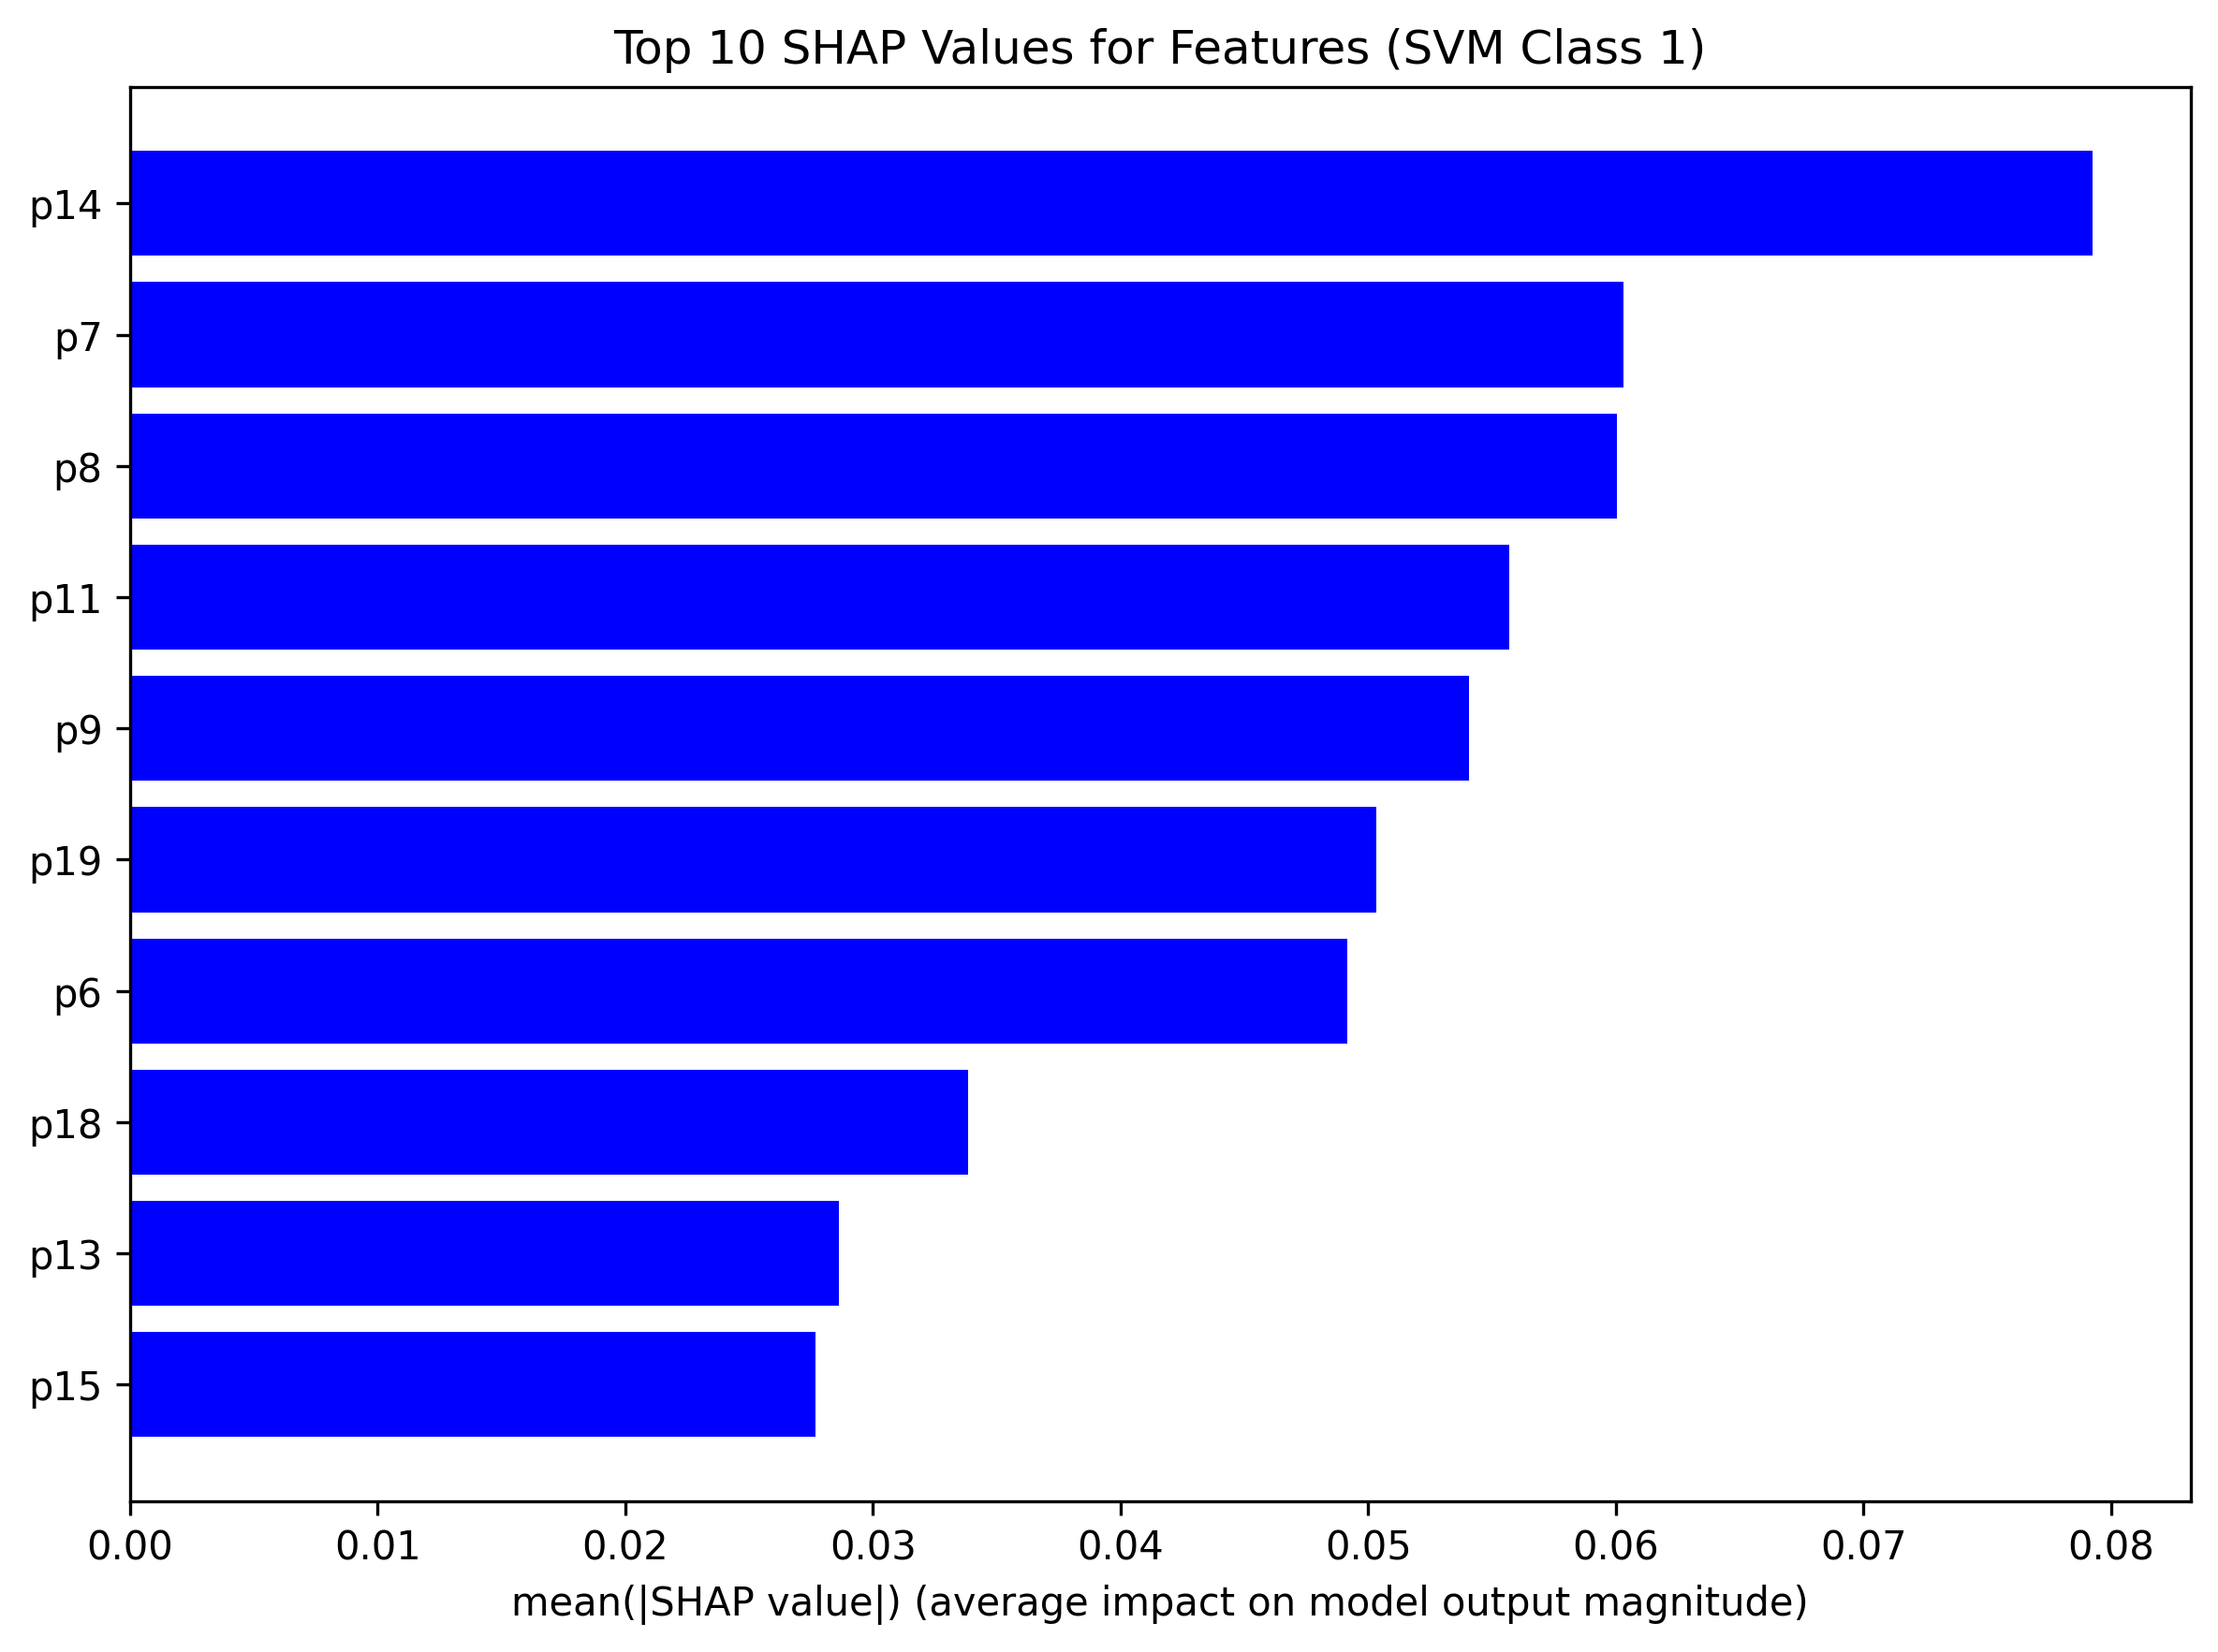 Top 10 SHAP Values for Features (SVM Class 1)
p14
p7
p8
p11
p9
p19
p6
p18
p13
p15
0.00 0.01 0.02 0.03 0.04 0.05 0.06 0.07 0.08
mean(|SHAP value|) (average impact on model output magnitude)